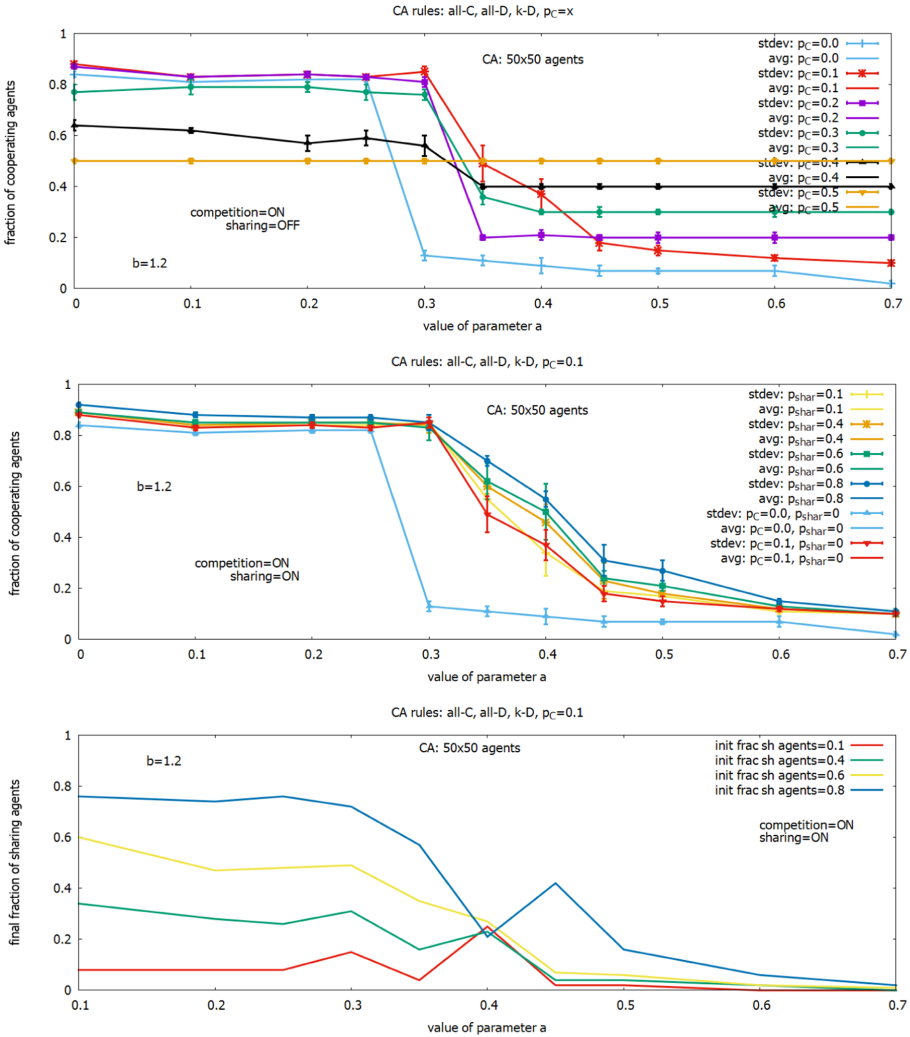 CA rules: all-C, all-D, k-D, pC=x
fraction of cooperating agents
1
0.8
0.6
0.4
0.2
0
CA: 50x50 agents
stdev: pC=0.0
avg: pC=0.0
stdev: pC=0.1
avg: pC=0.1
stdev: pC=0.2
avg: pC=0.2
stdev: pC=0.3
avg: pC=0.3
stdev: pC=0.4
avg: pC=0.4
stdev: pC=0.5
avg: pC=0.5
competition=ON
sharing=OFF
b=1.2
0 0.1 0.2 0.3 0.4 0.5 0.6 0.7
value of parameter a
CA rules: all-C, all-D, k-D, pC=0.1
fraction of cooperating agents
1
0.8
0.6
0.4
0.2
0
CA: 50x50 agents
stdev: pshar=0.1
avg: pshar=0.1
stdev: pshar=0.4
avg: pshar=0.4
stdev: pshar=0.6
avg: pshar=0.6
stdev: pshar=0.8
avg: pshar=0.8
stdev: pC=0.0, pshar=0
avg: pC=0.0, pshar=0
stdev: pC=0.1, pshar=0
avg: pC=0.1, pshar=0
b=1.2
competition=ON
sharing=ON
0 0.1 0.2 0.3 0.4 0.5 0.6 0.7
value of parameter a
CA rules: all-C, all-D, k-D, pC=0.1
final fraction of sharing agents
1
0.8
0.6
0.4
0.2
0
b=1.2
CA: 50x50 agents
init frac sh agents=0.1
init frac sh agents=0.4
init frac sh agents=0.6
init frac sh agents=0.8
competition=ON
sharing=ON
0.1 0.2 0.3 0.4 0.5 0.6 0.7
value of parameter a